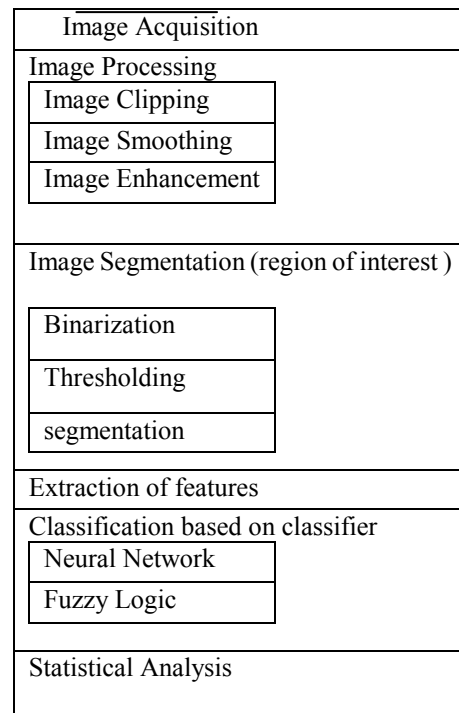 Image Acquisition
Image Processing
Image Clipping
Image Smoothing
Image Enhancement
Image Segmentation (region of interest )
Binarization
Thresholding
segmentation
Extraction of features
Classification based on classifier
Neural Network
Fuzzy Logic
Statistical Analysis